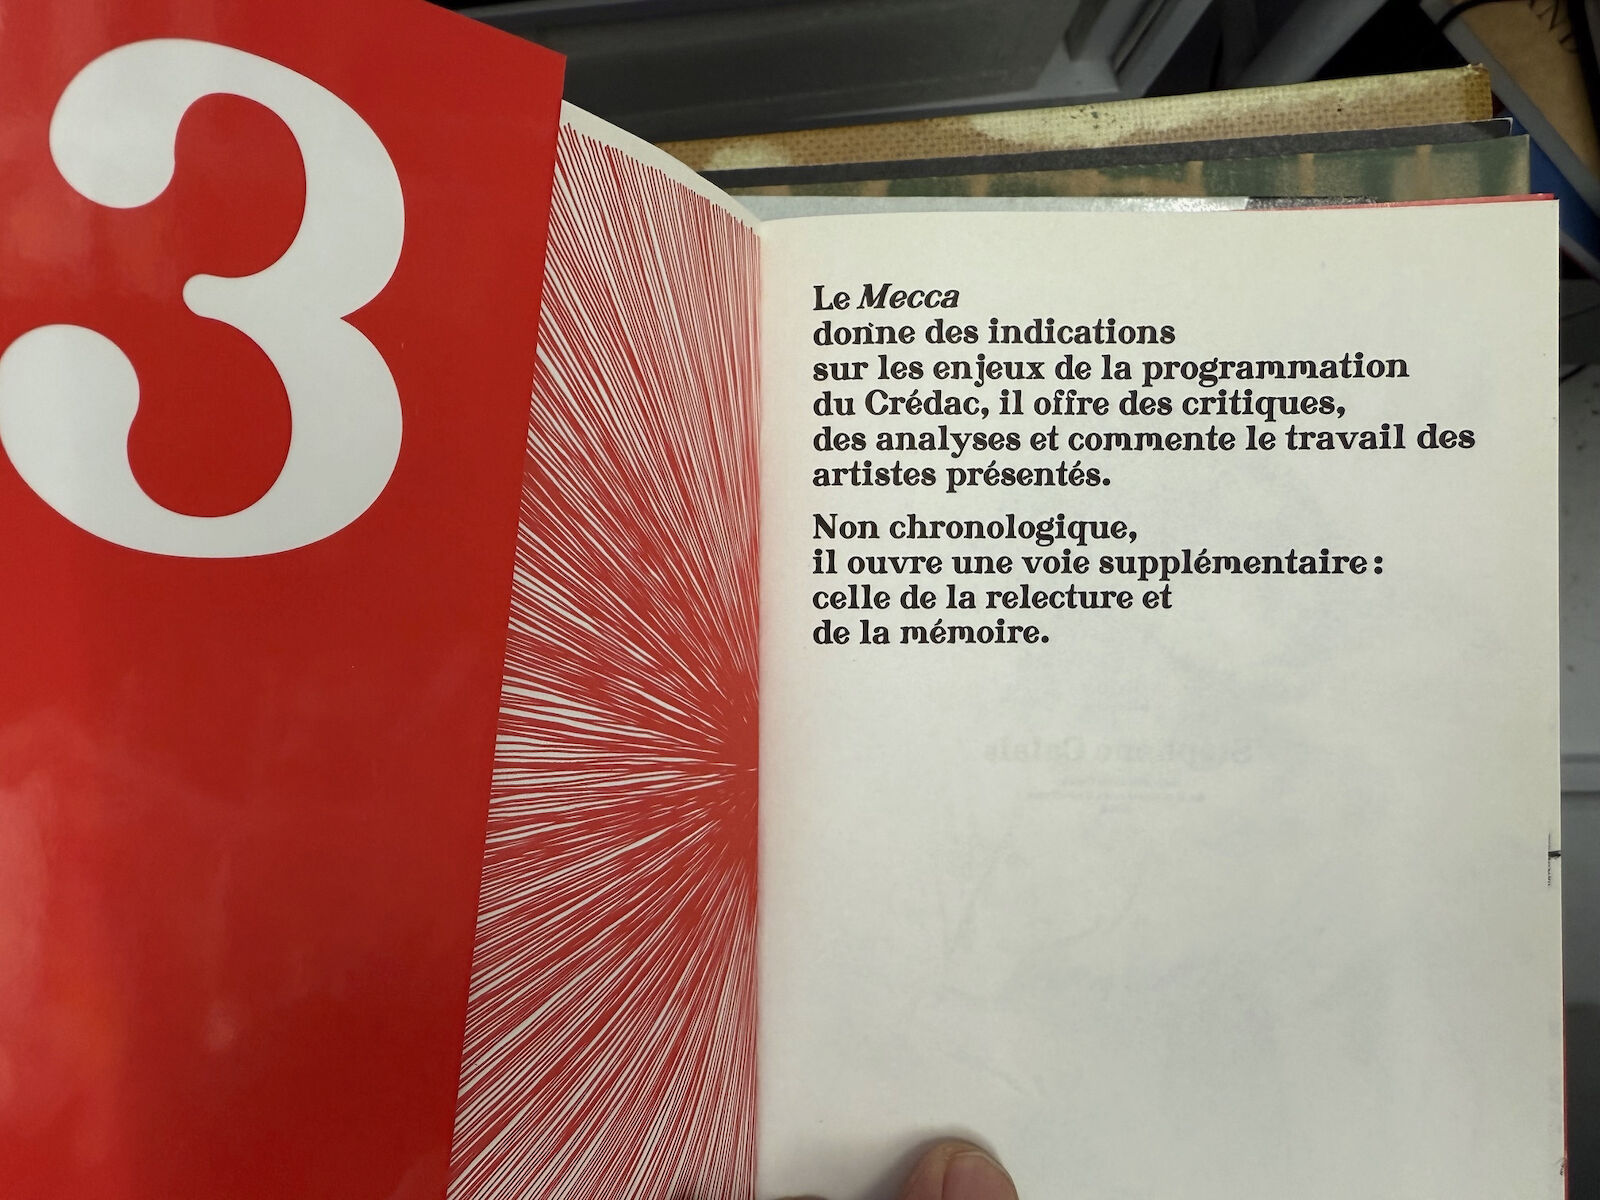 3
Le Mecca
donne des indications
sur les enjeux de la programmation
du Crédac, il offre des critiques,
des analyses et commente le travail des
artistes présentés.
Non chronologique,
il ouvre une voie supplémentaire :
celle de la relecture et
de la mémoire.